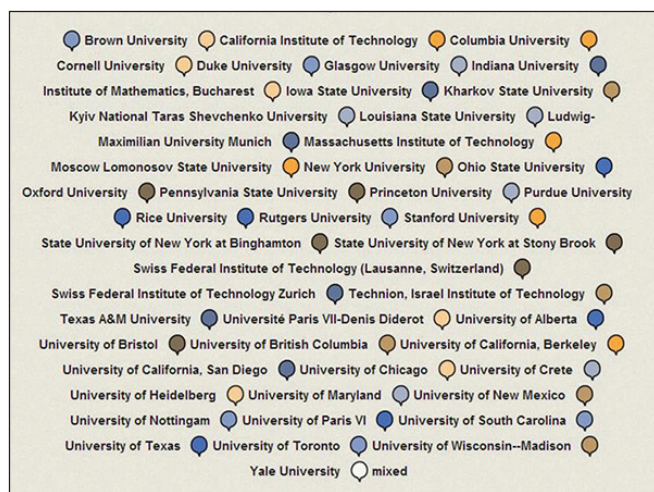 Brown University California Institute of Technology Columbia University
Cornell University Duke University Glasgow University Indiana University
Institute of Mathematics, Bucharest Iowa State University Kharkov State University
Kyiv National Taras Shevchenko University Louisiana State University Ludwig-
Maximilian University Munich Massachusetts Institute of Technology
Moscow Lomonosov State University New York University Ohio State University
Oxford University Pennsylvania State University Princeton University Purdue University
Rice University Rutgers University Stanford University
State University of New York at Binghamton State University of New York at Stony Brook
Swiss Federal Institute of Technology (Lausanne, Switzerland)
Swiss Federal Institute of Technology Zurich Technion, Israel Institute of Technology
Texas A&M University Université Paris VII-Denis Diderot University of Alberta
University of Bristol University of British Columbia University of California, Berkeley
University of California, San Diego University of Chicago University of Crete
University of Heidelberg University of Maryland University of New Mexico
University of Nottingam University of Paris VI University of South Carolina
University of Texas University of Toronto University of Wisconsin--Madison
Yale University mixed